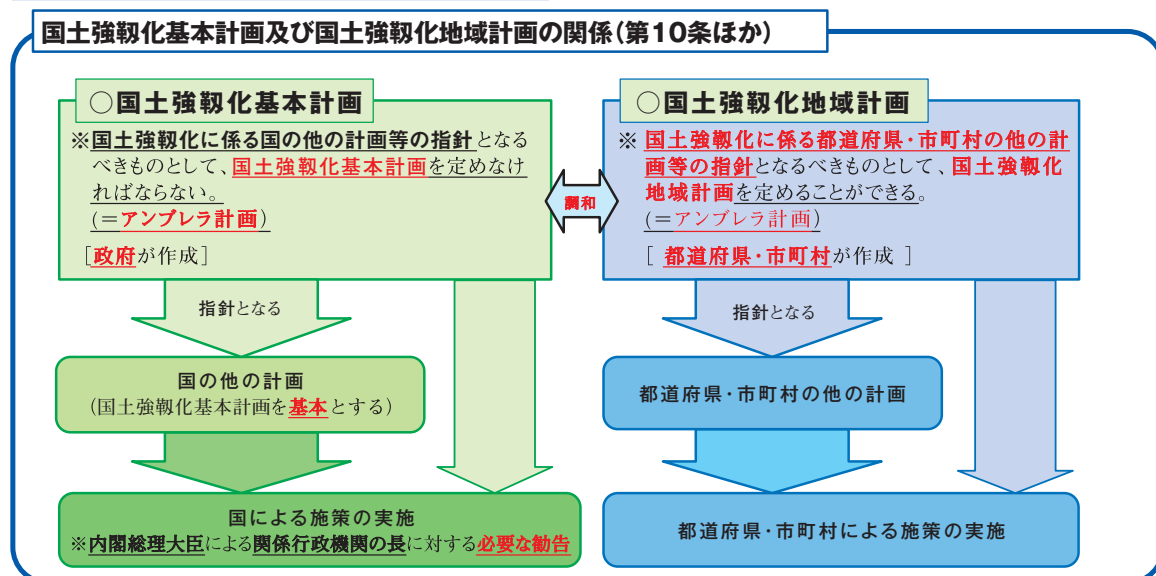 国土強靱化基本計画及び国土強靱化地域計画の関係(第10条ほか)
○国土強靱化基本計画
※国土強靱化に係る国の他の計画等の指針となる
べきものとして、国土強靱化基本計画を定めなけ
ればならない。
(=アンブレラ計画)
[政府が作成]
調和
○国土強靱化地域計画
※ 国土強靱化に係る都道府県・市町村の他の計
画等の指針となるべきものとして、国土強靱化
地域計画を定めることができる。
(=アンブレラ計画)
[ 都道府県・市町村が作成 ]
指針となる
指針となる
国の他の計画
(国土強靱化基本計画を基本とする)
都道府県・市町村の他の計画
国による施策の実施
※内閣総理大臣による関係行政機関の長に対する必要な勧告
都道府県・市町村による施策の実施